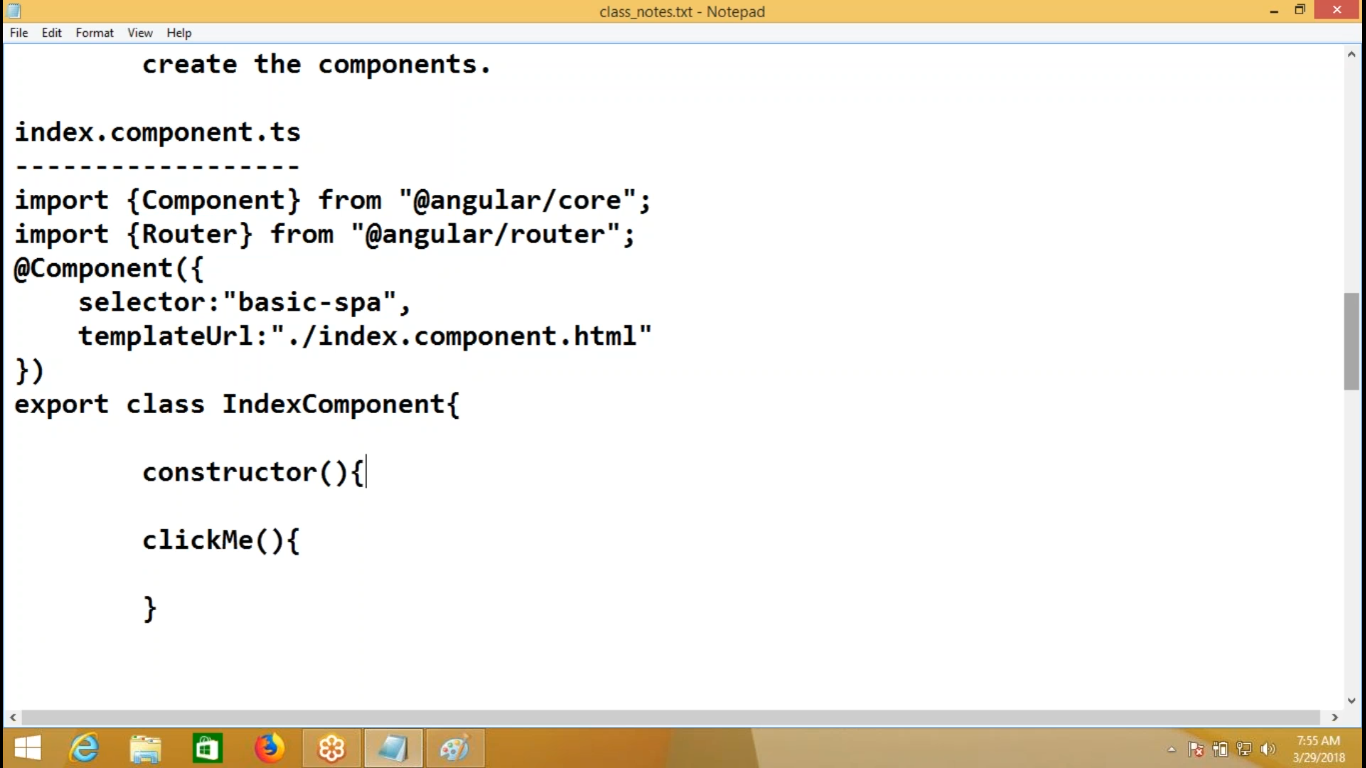 class_notes.txt - Notepad
File Edit Format View Help
create the components.
index.component.ts
------------------
import {Component} from "@angular/core";
import {Router} from "@angular/router";
@Component({
selector:"basic-spa",
templateUrl:"./index.component.html"
})
export class IndexComponent{
constructor(){
clickMe(){
}
7:55 AM
3/29/2018